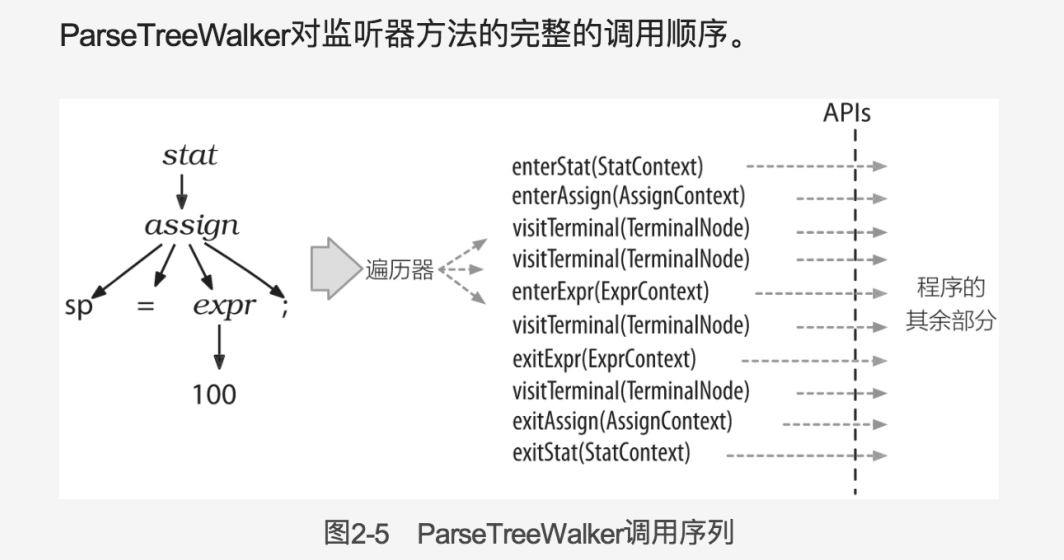 ParseTreeWalker对监听器方法的完整的调用顺序。
APIs
stat
assign
sp = expr ;
100
遍历器
enterStat(StatContext)
enterAssign(AssignContext)
visitTerminal(TerminalNode)
visitTerminal(TerminalNode)
enterExpr(ExprContext)
visitTerminal(TerminalNode)
exitExpr(ExprContext)
visitTerminal(TerminalNode)
exitAssign(AssignContext)
exitStat(StatContext)
程序的
其余部分
图2-5 ParseTreeWalker调用序列